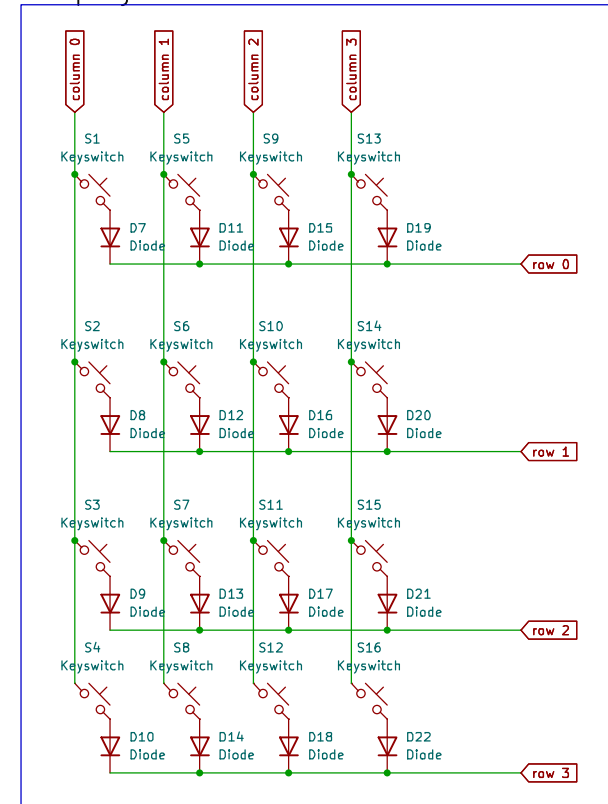 column 0
column 1
column 2
column 3
S1 S5 S9 S13
Keyswitch Keyswitch Keyswitch Keyswitch
D7 D11 D15 D19
Diode Diode Diode Diode
row 0
S2 S6 S10 S14
Keyswitch Keyswitch Keyswitch Keyswitch
D8 D12 D16 D20
Diode Diode Diode Diode
row 1
S3 S7 S11 S15
Keyswitch Keyswitch Keyswitch Keyswitch
D9 D13 D17 D21
Diode Diode Diode Diode
row 2
S4 S8 S12 S16
Keyswitch Keyswitch Keyswitch Keyswitch
D10 D14 D18 D22
Diode Diode Diode Diode
row 3